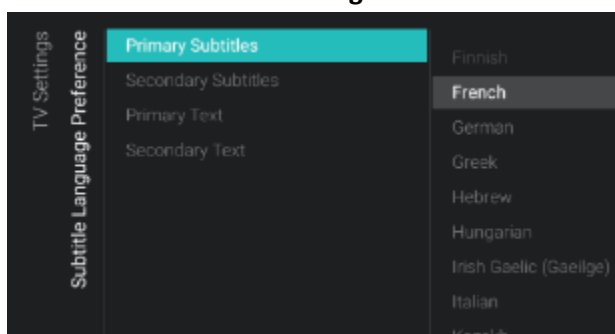 TV Settings
Subtitle Language Preference
Primary Subtitles
Secondary Subtitles
Primary Text
Secondary Text
Finnish
French
German
Greek
Hebrew
Hungarian
Irish Gaelic (Gaeilge)
Italian